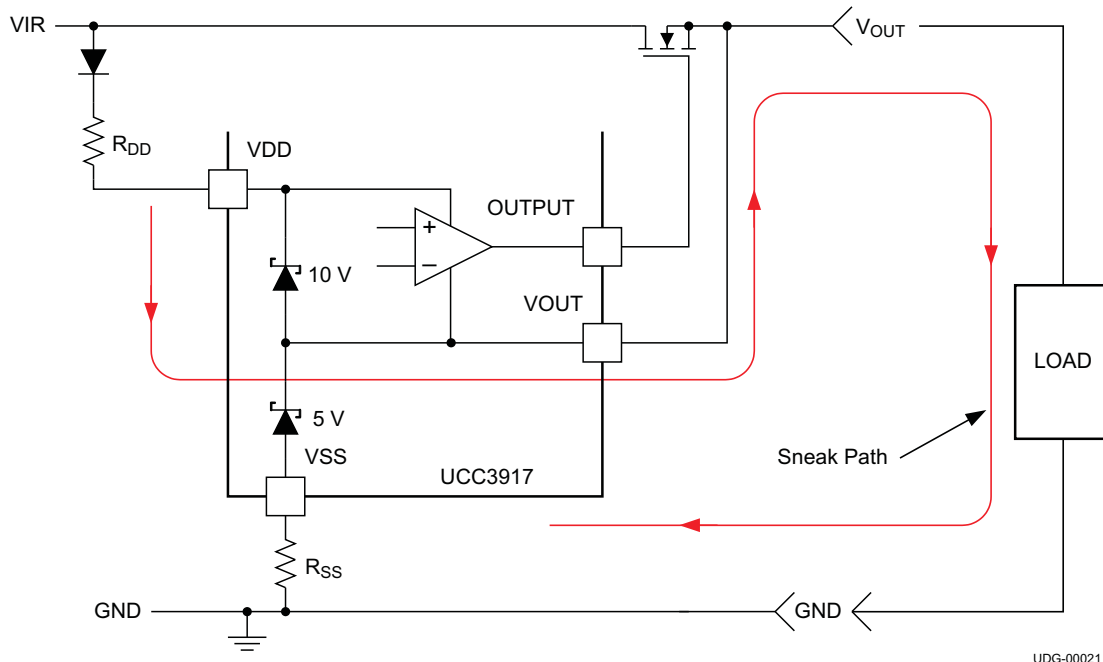 VIR
VOUT
RDD
VDD
OUTPUT
+
−
10 V
VOUT
LOAD
5 V
VSS
Sneak Path
UCC3917
RSS
GND
GND
UDG-00021